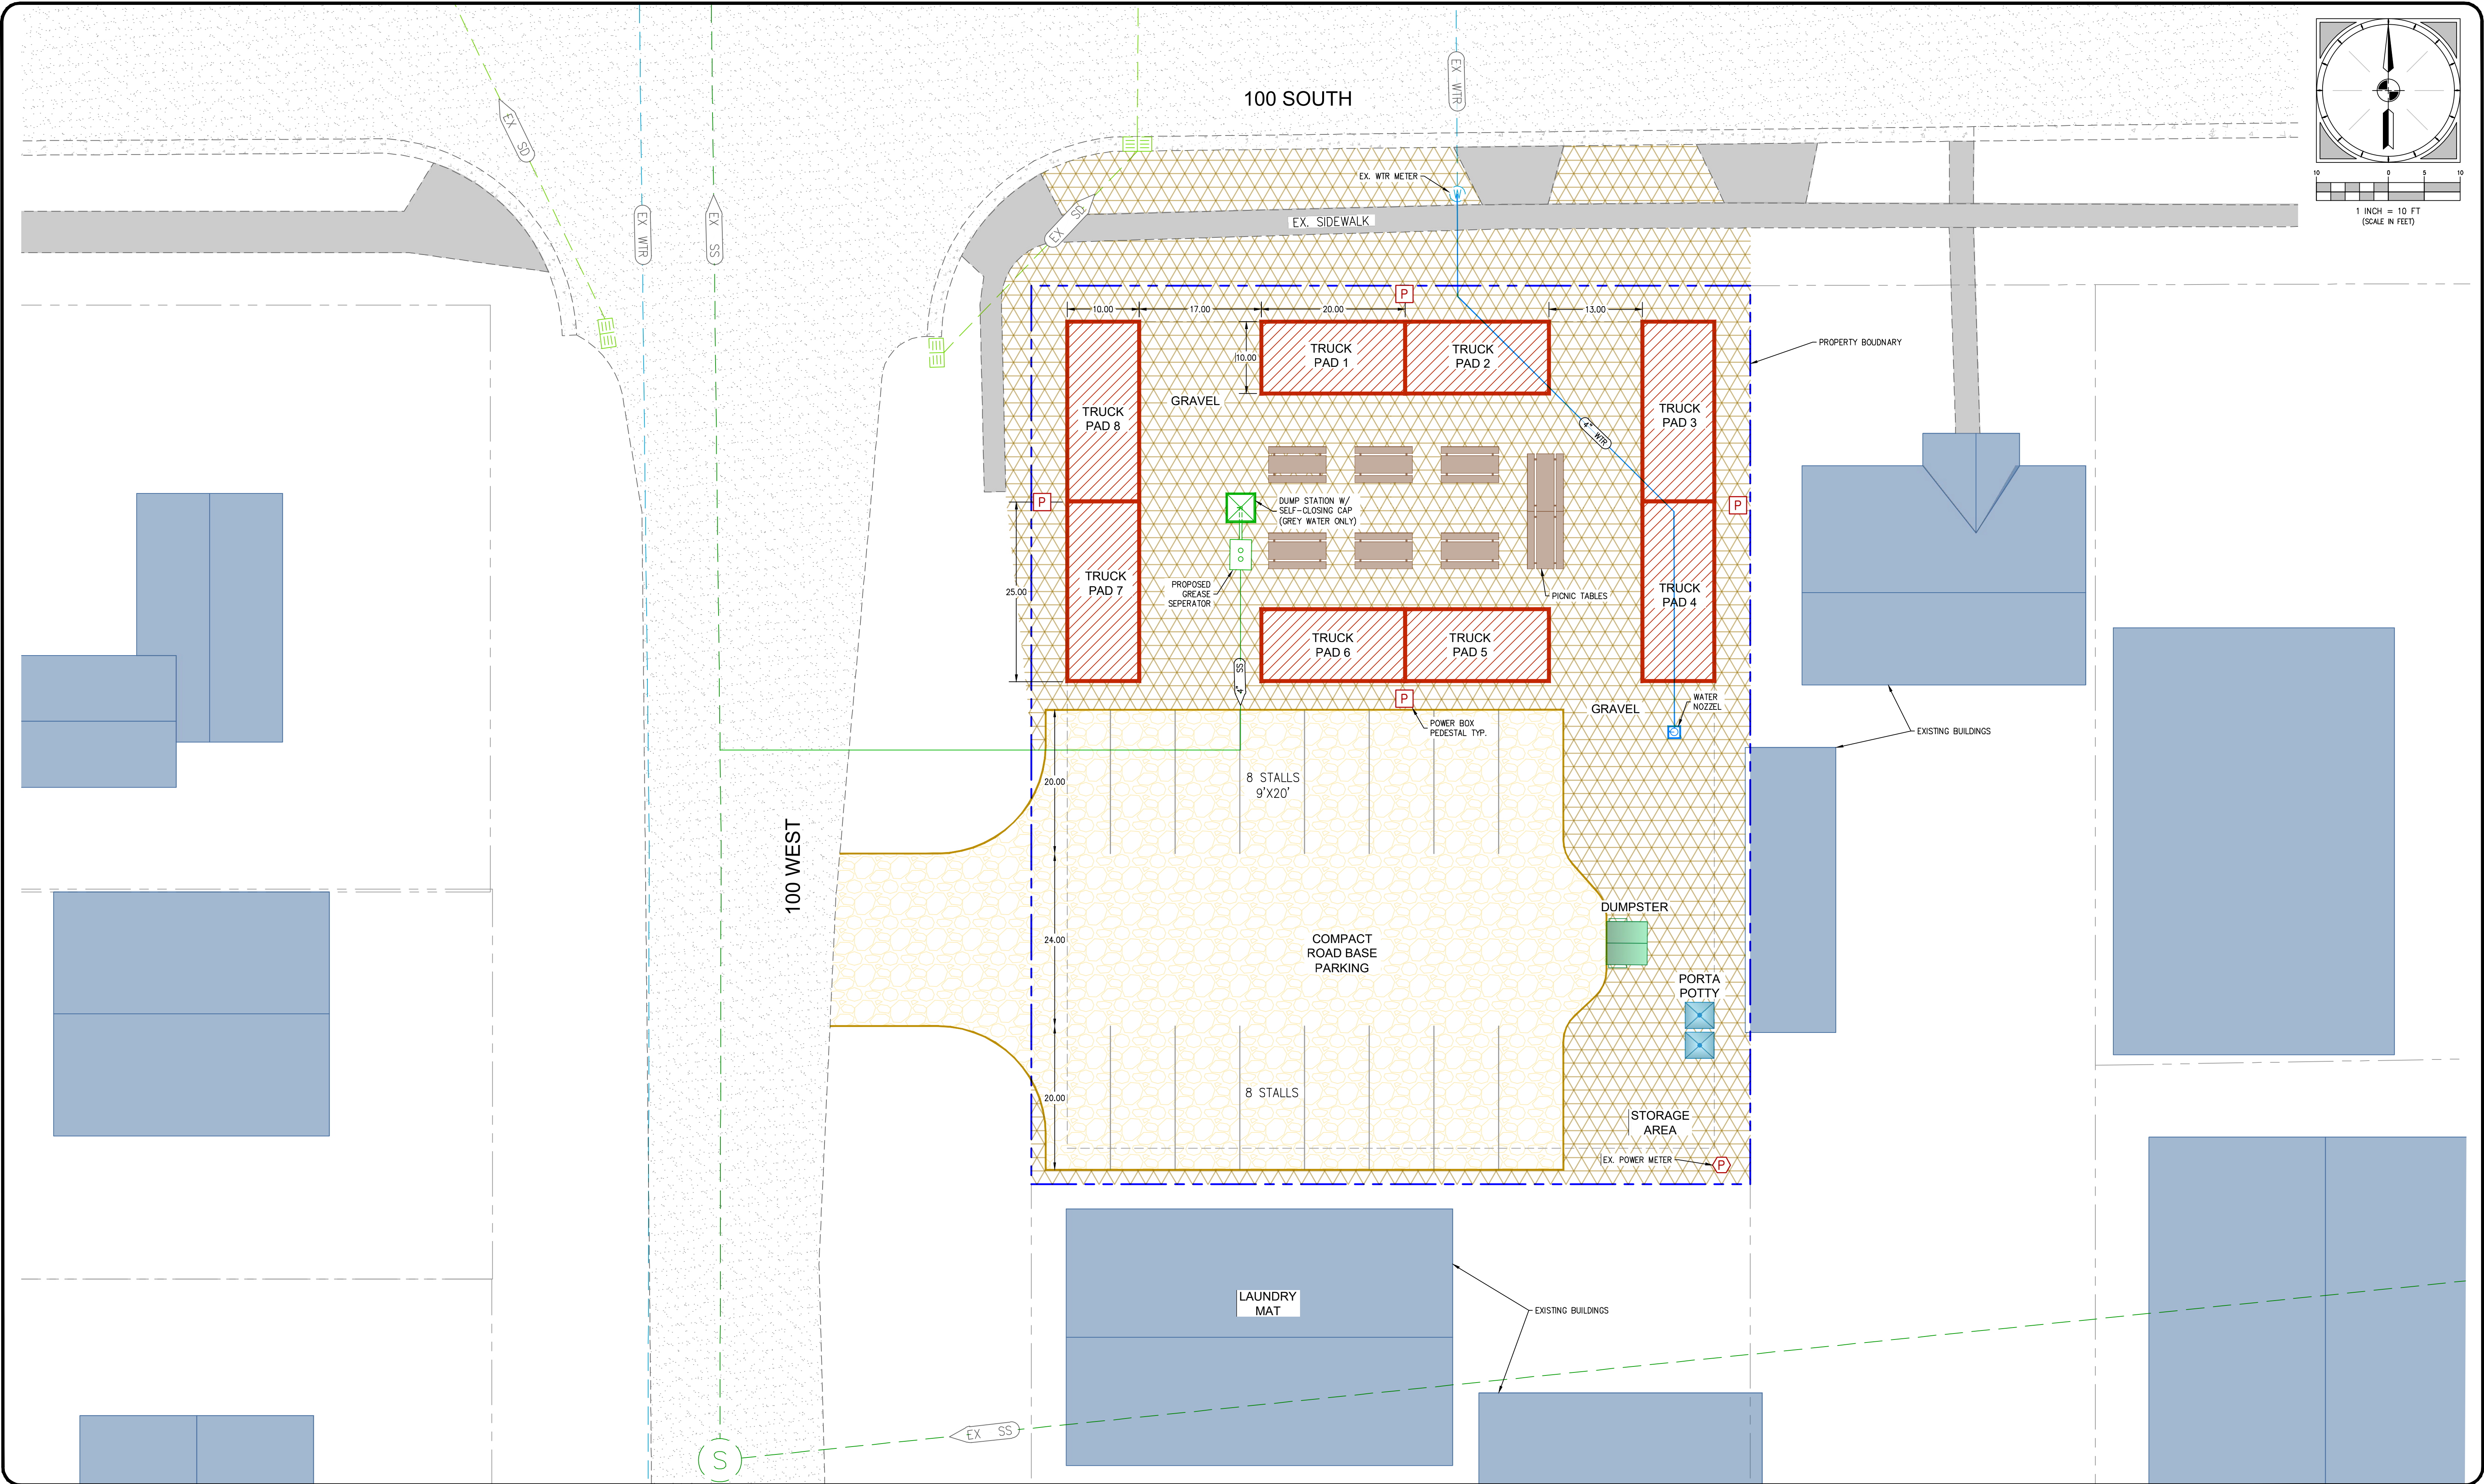 100 SOUTH
EX WTR
EX SD
EX. WTR METER
W
EX WTR
EX SS
EX SD
EX. SIDEWALK
10 0 5 10
1 INCH = 10 FT
(SCALE IN FEET)
P
10.00
17.00
20.00
13.00
PROPERTY BOUDNARY
10.00
TRUCK
PAD 1
TRUCK
PAD 2
GRAVEL
TRUCK
PAD 8
TRUCK
PAD 3
4" WTR
P
DUMP STATION W/
SELF-CLOSING CAP
(GREY WATER ONLY)
P
25.00
TRUCK
PAD 7
PROPOSED
GREASE
SEPERATOR
PICNIC TABLES
TRUCK
PAD 4
TRUCK
PAD 6
TRUCK
PAD 5
4" SS
P
POWER BOX
PEDESTAL TYP.
GRAVEL
WATER
NOZZEL
EXISTING BUILDINGS
20.00
8 STALLS
9'X20'
100 WEST
24.00
COMPACT
ROAD BASE
PARKING
DUMPSTER
PORTA
POTTY
20.00
8 STALLS
STORAGE
AREA
EX. POWER METER
P
LAUNDRY
MAT
EXISTING BUILDINGS
EX SS
S